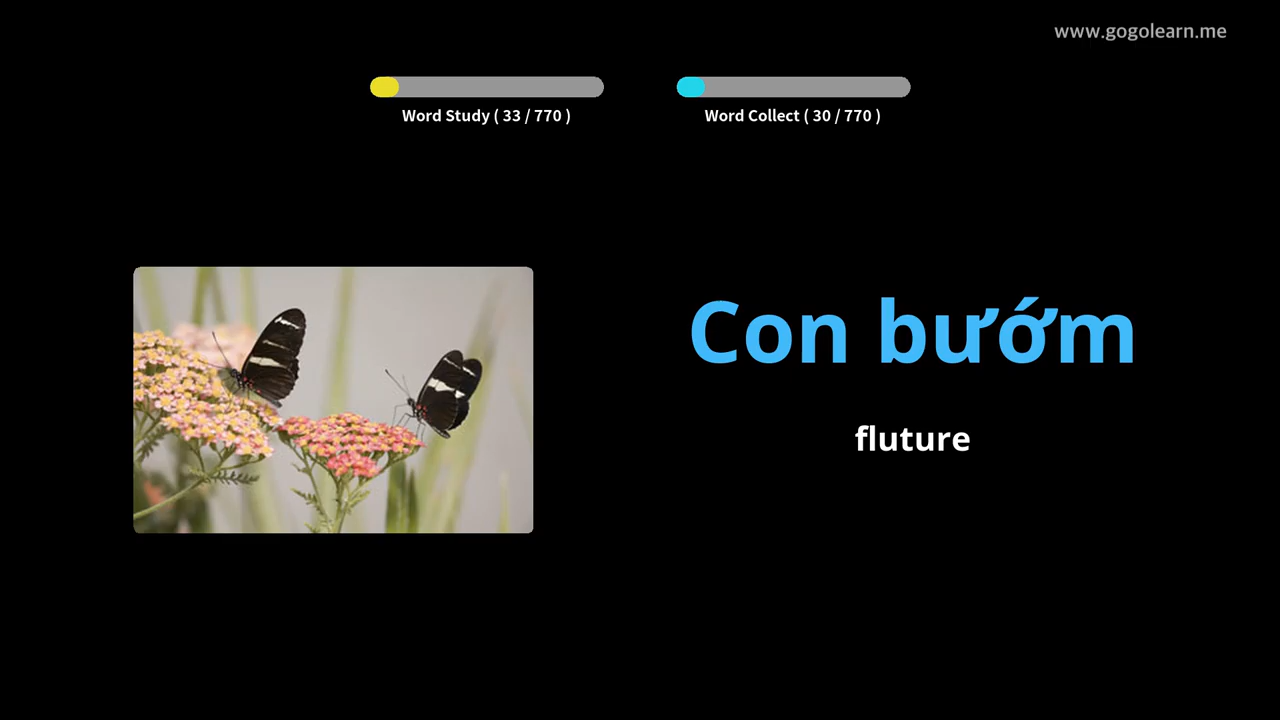 www.gogolearn.me
Word Study ( 33 / 770 )
Word Collect ( 30 / 770 )
Con bướm
fluture